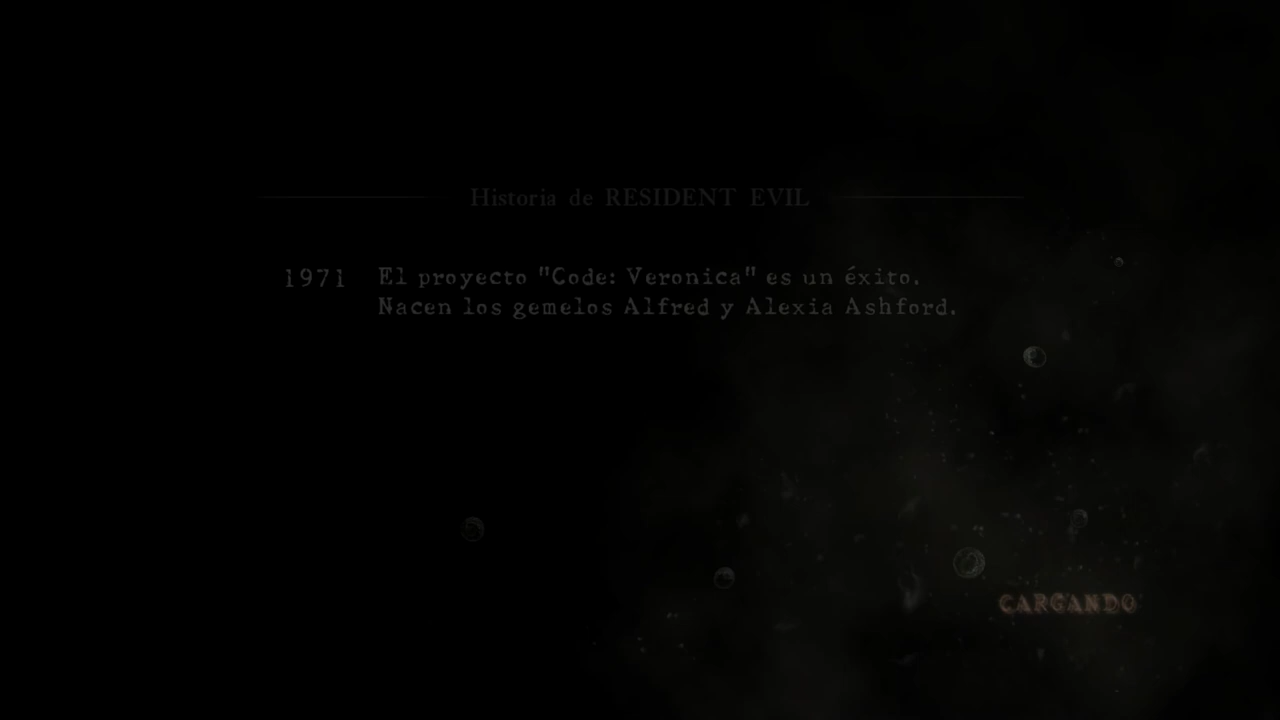 Historia de RESIDENT EVIL
1971 El proyecto "Code: Veronica" es un éxito.
Nacen los gemelos Alfred y Alexia Ashford.
CARGANDO